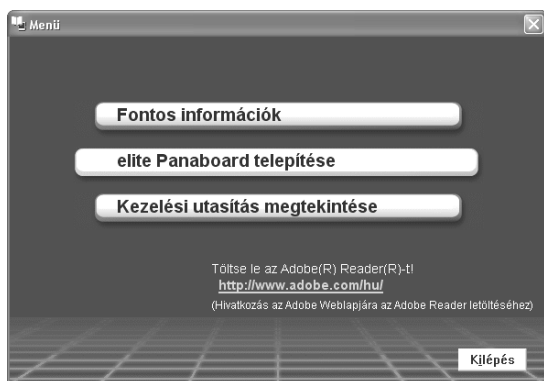 Menü
Fontos információk
elite Panaboard telepítése
Kezelési utasítás megtekintése
Töltse le az Adobe(R) Reader(R)-t!
http://www.adobe.com/hu/
(Hivatkozás az Adobe Weblapjára az Adobe Reader letöltéséhez)
Kilépés